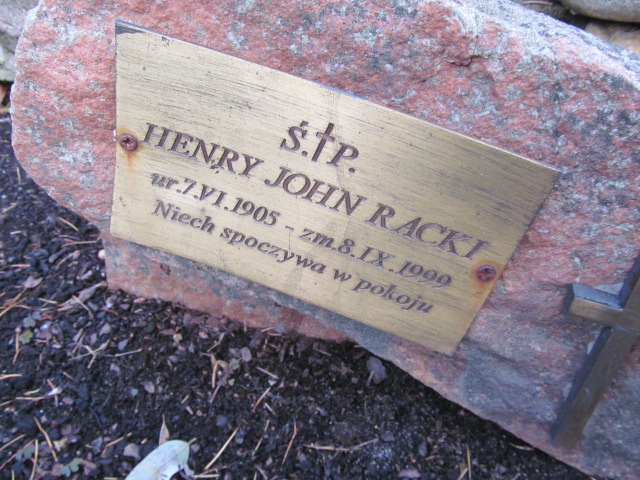 Ś.†P.
HENRY JOHN RACKI
ur.7.VI.1905 - zm.8.IX.1999
Niech spoczywa w pokoju